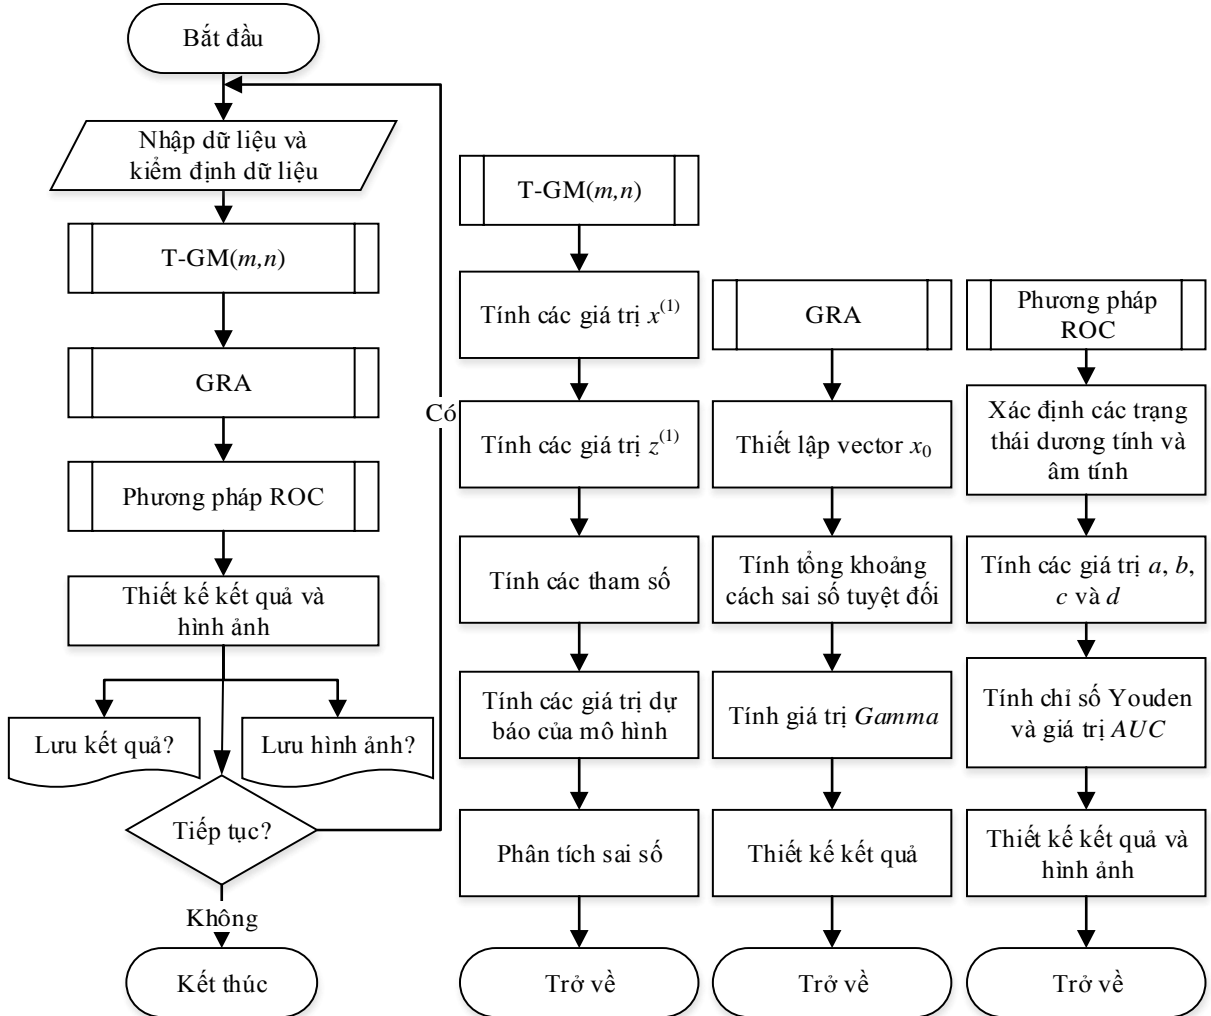 Bắt đầu
Nhập dữ liệu và
kiểm định dữ liệu
T-GM(m,n)
GRA
Phương pháp ROC
Thiết kế kết quả và
hình ảnh
Lưu kết quả?
Lưu hình ảnh?
Tiếp tục?
Có
Không
Kết thúc
T-GM(m,n)
Tính các giá trị x⁽¹⁾
Tính các giá trị z⁽¹⁾
Tính các tham số
Tính các giá trị dự
báo của mô hình
Phân tích sai số
Trở về
GRA
Thiết lập vector x₀
Tính tổng khoảng
cách sai số tuyệt đối
Tính giá trị Gamma
Thiết kế kết quả
Trở về
Phương pháp
ROC
Xác định các trạng
thái dương tính và
âm tính
Tính các giá trị a, b,
c và d
Tính chỉ số Youden
và giá trị AUC
Thiết kế kết quả và
hình ảnh
Trở về